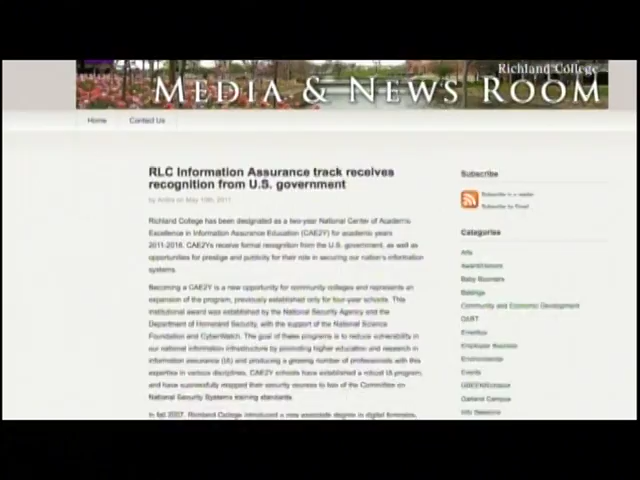 Richland College
MEDIA & NEWS ROOM
Home
Contact Us
RLC Information Assurance track receives
recognition from U.S. government
by Anitra on May 19th, 2011
Richland College has been designated as a two-year National Center of Academic
Excellence in Information Assurance Education (CAE2Y) for academic years
2011-2016. CAE2Ys receive formal recognition from the U.S. government, as well as
opportunities for prestige and publicity for their role in securing our nation's information
systems.
Becoming a CAE2Y is a new opportunity for community colleges and represents an
expansion of the program, previously established only for four-year schools. This
institutional award was established by the National Security Agency and the
Department of Homeland Security, with the support of the National Science
Foundation and CyberWatch. The goal of these programs is to reduce vulnerability in
our national information infrastructure by promoting higher education and research in
information assurance (IA) and producing a growing number of professionals with this
expertise in various disciplines. CAE2Y schools have established a robust IA program,
and have successfully mapped their security courses to two of the Committee on
National Security Systems training standards.
In fall 2007, Richland College introduced a new associate degree in digital forensics,
Subscribe
Subscribe in a reader
Subscribe by Email
Categories
Arts
Award/Honors
Baby Boomers
Baldrige
Community and Economic Development
DART
Emeritus
Employee Success
Environmental
Events
GREENRichland
Garland Campus
Info Sessions